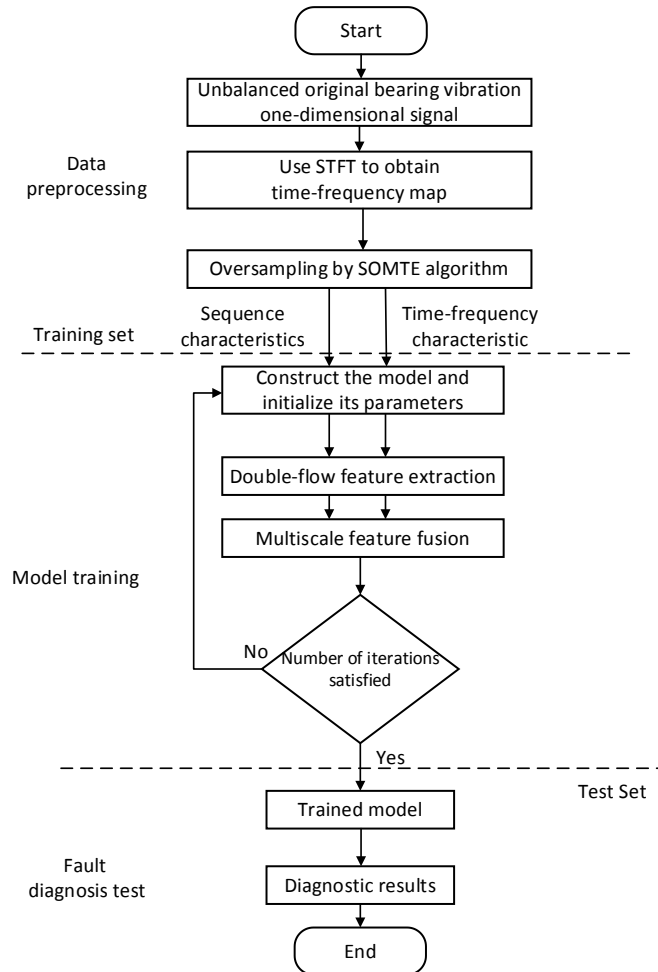 Start
Unbalanced original bearing vibration
one-dimensional signal
Data
preprocessing
Use STFT to obtain
time-frequency map
Oversampling by SOMTE algorithm
Sequence
characteristics
Time-frequency
characteristic
Training set
Construct the model and
initialize its parameters
Double-flow feature extraction
Multiscale feature fusion
Model training
No
Number of iterations
satisfied
Yes
Test Set
Trained model
Fault
diagnosis test
Diagnostic results
End